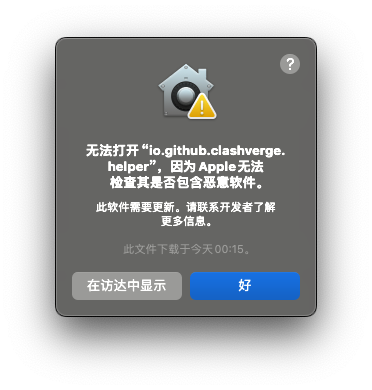 ?
无法打开“io.github.clashverge.
helper”，因为 Apple 无法
检查其是否包含恶意软件。
此软件需要更新。请联系开发者了解
更多信息。
此文件下载于今天 00:15。
在访达中显示
好